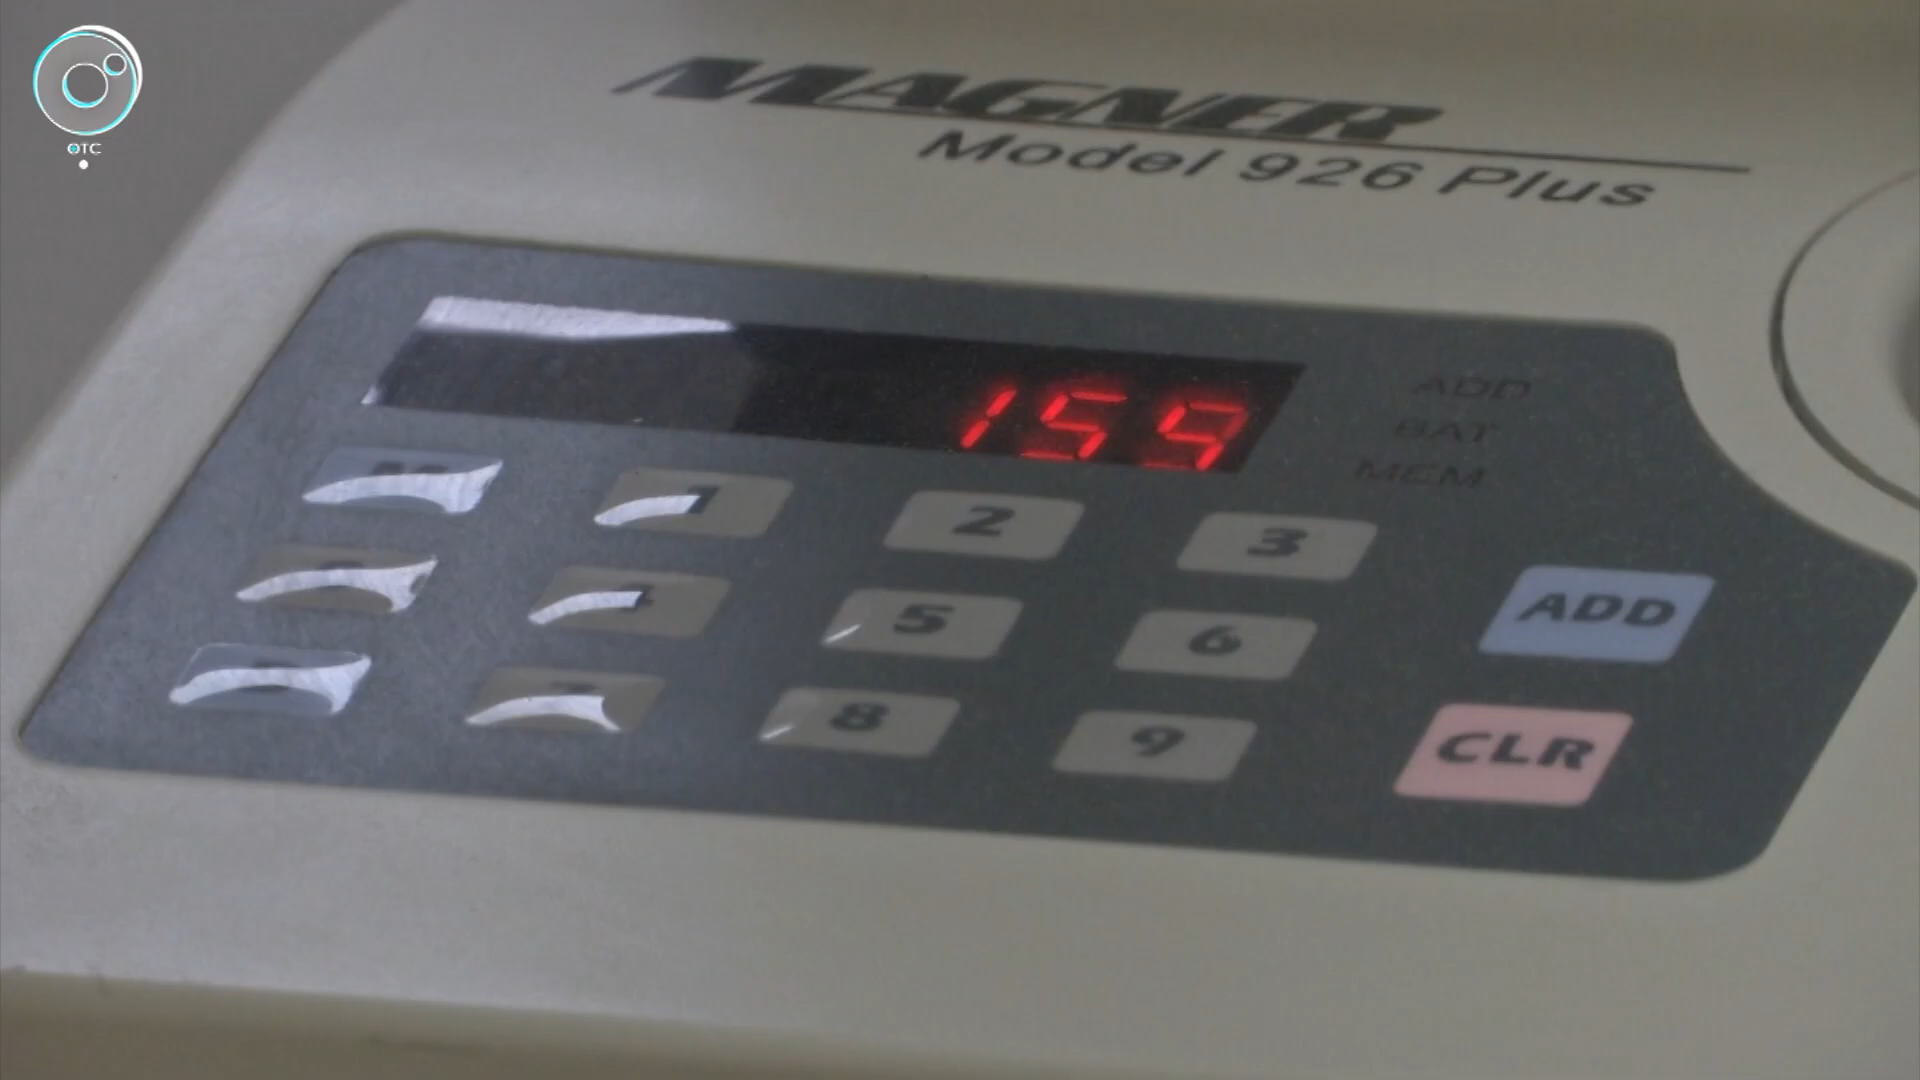 ОТС
MAGNER
Model 926 Plus
159
ADD
BAT
MEM
1 2 3
5 6
ADD
8 9
CLR